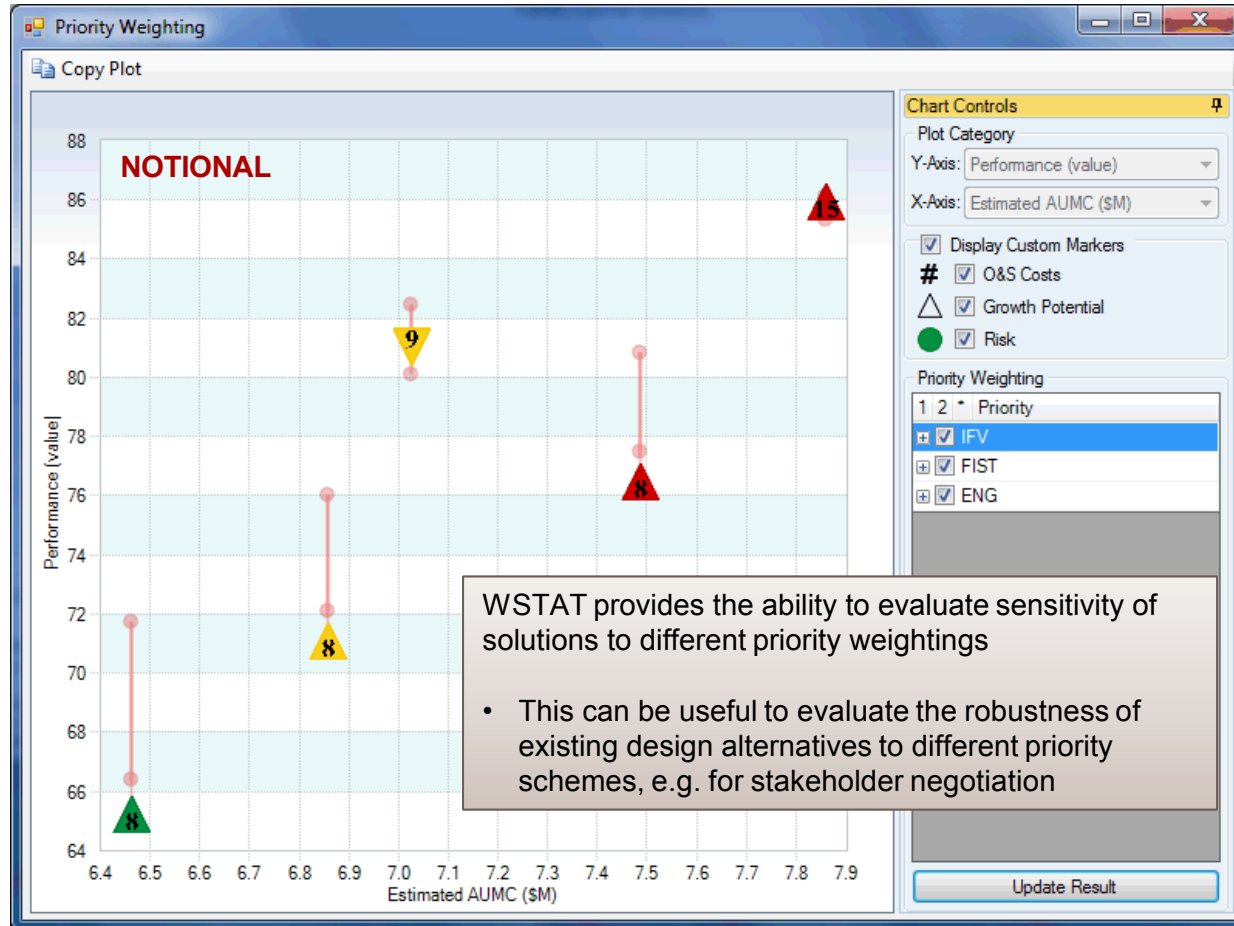 Priority Weighting
X
Copy Plot
NOTIONAL
88
86
84
82
80
78
76
74
72
70
68
66
64
Performance (value)
15
9
8
8
8
6.4 6.5 6.6 6.7 6.8 6.9 7.0 7.1 7.2 7.3 7.4 7.5 7.6 7.7 7.8 7.9
Estimated AUMC ($M)
WSTAT provides the ability to evaluate sensitivity of
solutions to different priority weightings
• This can be useful to evaluate the robustness of
existing design alternatives to different priority
schemes, e.g. for stakeholder negotiation
Chart Controls
Plot Category
Y-Axis: Performance (value)
X-Axis: Estimated AUMC ($M)
Display Custom Markers
# O&S Costs
Growth Potential
Risk
Priority Weighting
1 2 * Priority
IFV
FIST
ENG
Update Result